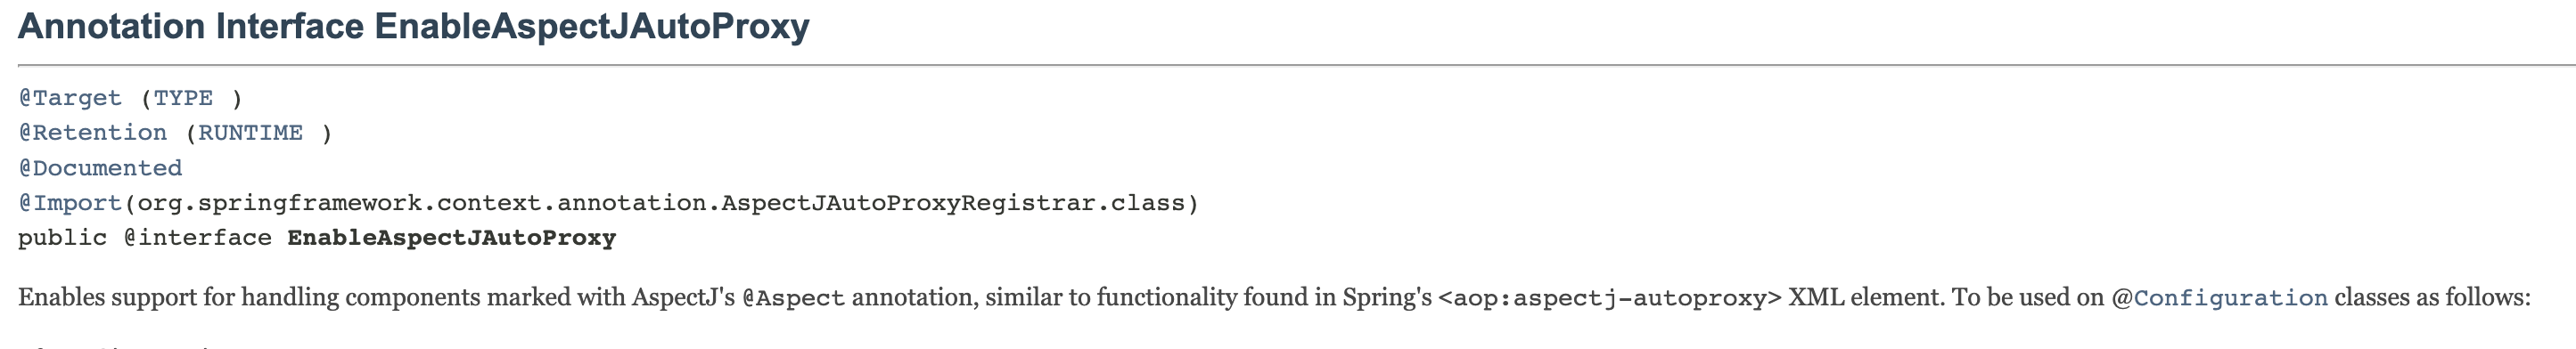 Annotation Interface EnableAspectJAutoProxy
@Target (TYPE )
@Retention (RUNTIME )
@Documented
@Import(org.springframework.context.annotation.AspectJAutoProxyRegistrar.class)
public @interface EnableAspectJAutoProxy
Enables support for handling components marked with AspectJ's @Aspect annotation, similar to functionality found in Spring's <aop:aspectj-autoproxy> XML element. To be used on @Configuration classes as follows: